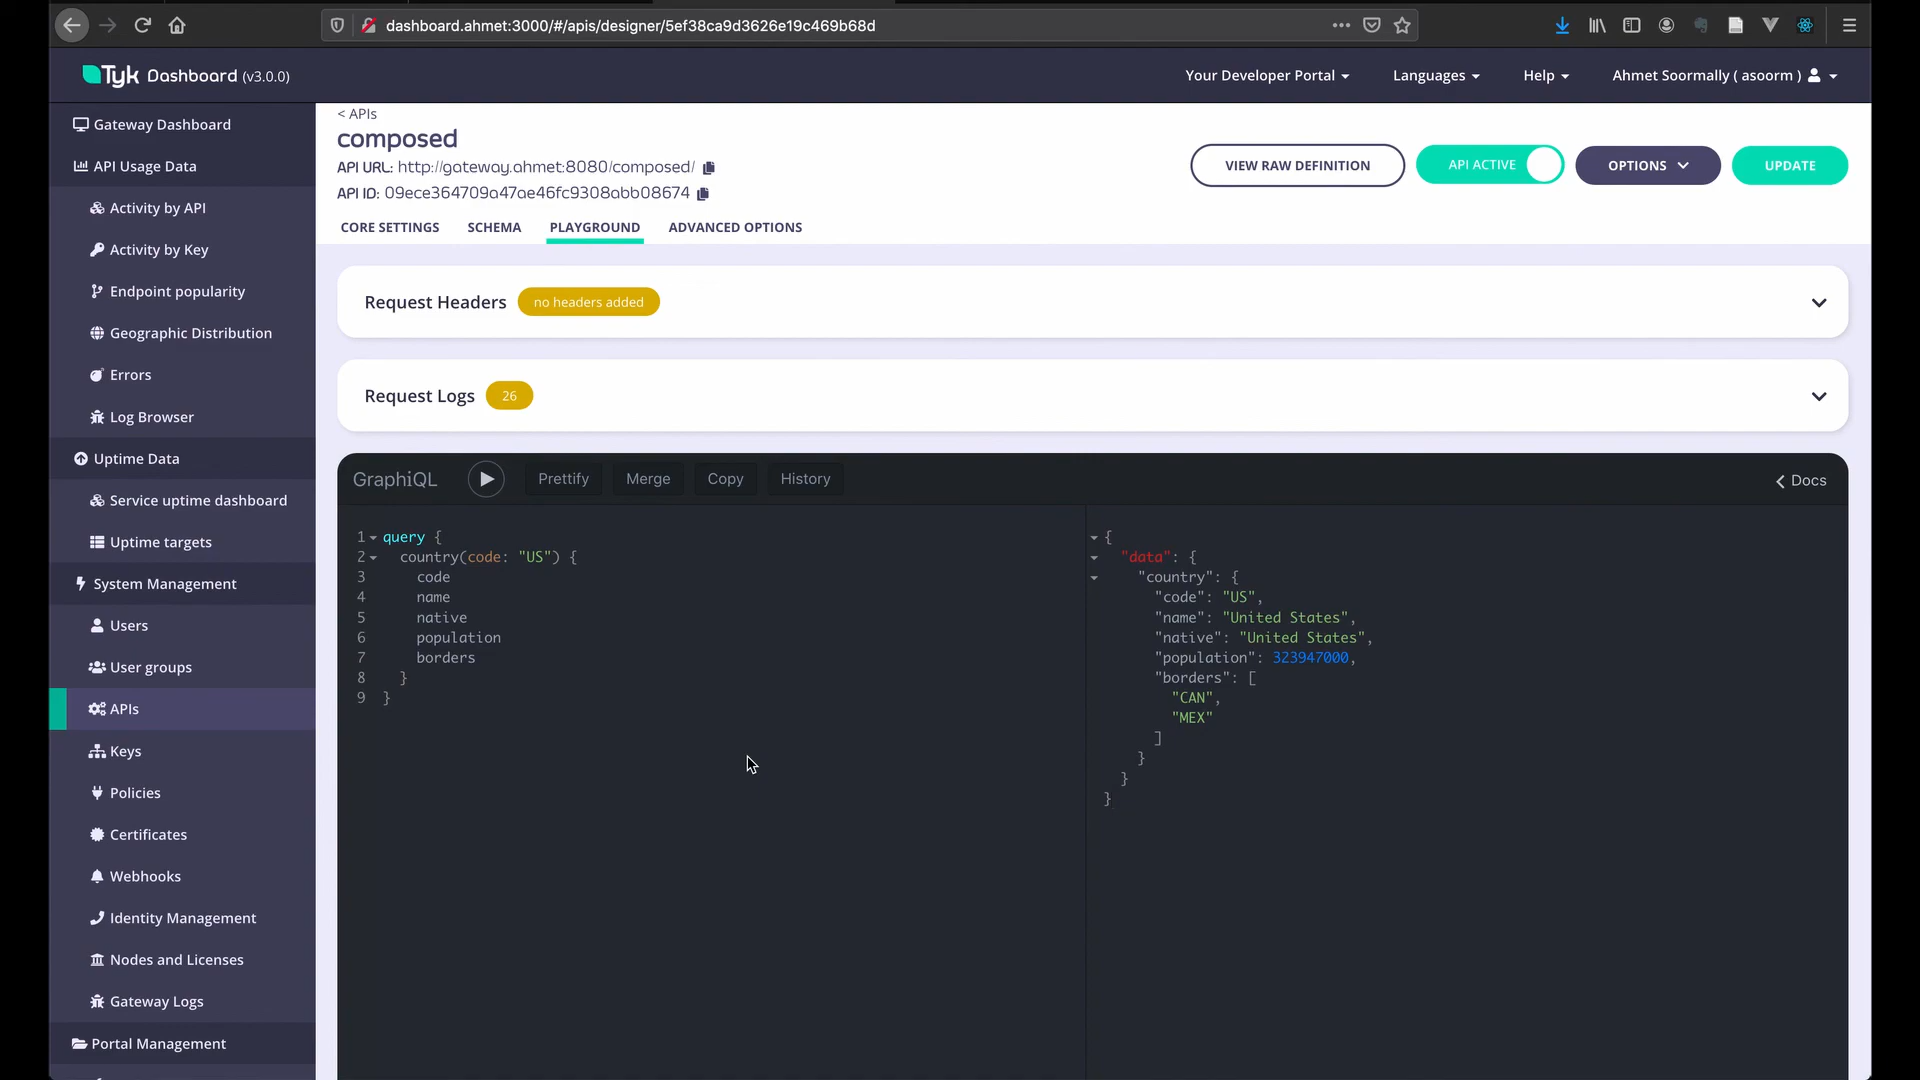 dashboard.ahmet:3000/#/apis/designer/5ef38ca9d3626e19c469b68d
Tyk Dashboard (v3.0.0)
Your Developer Portal
Languages
Help
Ahmet Soormally ( asoorm )
Gateway Dashboard
API Usage Data
Activity by API
Activity by Key
Endpoint popularity
Geographic Distribution
Errors
Log Browser
Uptime Data
Service uptime dashboard
Uptime targets
System Management
Users
User groups
APIs
Keys
Policies
Certificates
Webhooks
Identity Management
Nodes and Licenses
Gateway Logs
Portal Management
< APIs
composed
API URL: http://gateway.ahmet:8080/composed/
API ID: 09ece364709a47ae46fc9308abb08674
VIEW RAW DEFINITION
API ACTIVE
OPTIONS
UPDATE
CORE SETTINGS
SCHEMA
PLAYGROUND
ADVANCED OPTIONS
Request Headers no headers added
Request Logs 26
GraphiQL
Prettify
Merge
Copy
History
Docs
1 query {
2 country(code: "US") {
3 code
4 name
5 native
6 population
7 borders
8 }
9 }
{
"data": {
"country": {
"code": "US",
"name": "United States",
"native": "United States",
"population": 323947000,
"borders": [
"CAN",
"MEX"
]
}
}
}